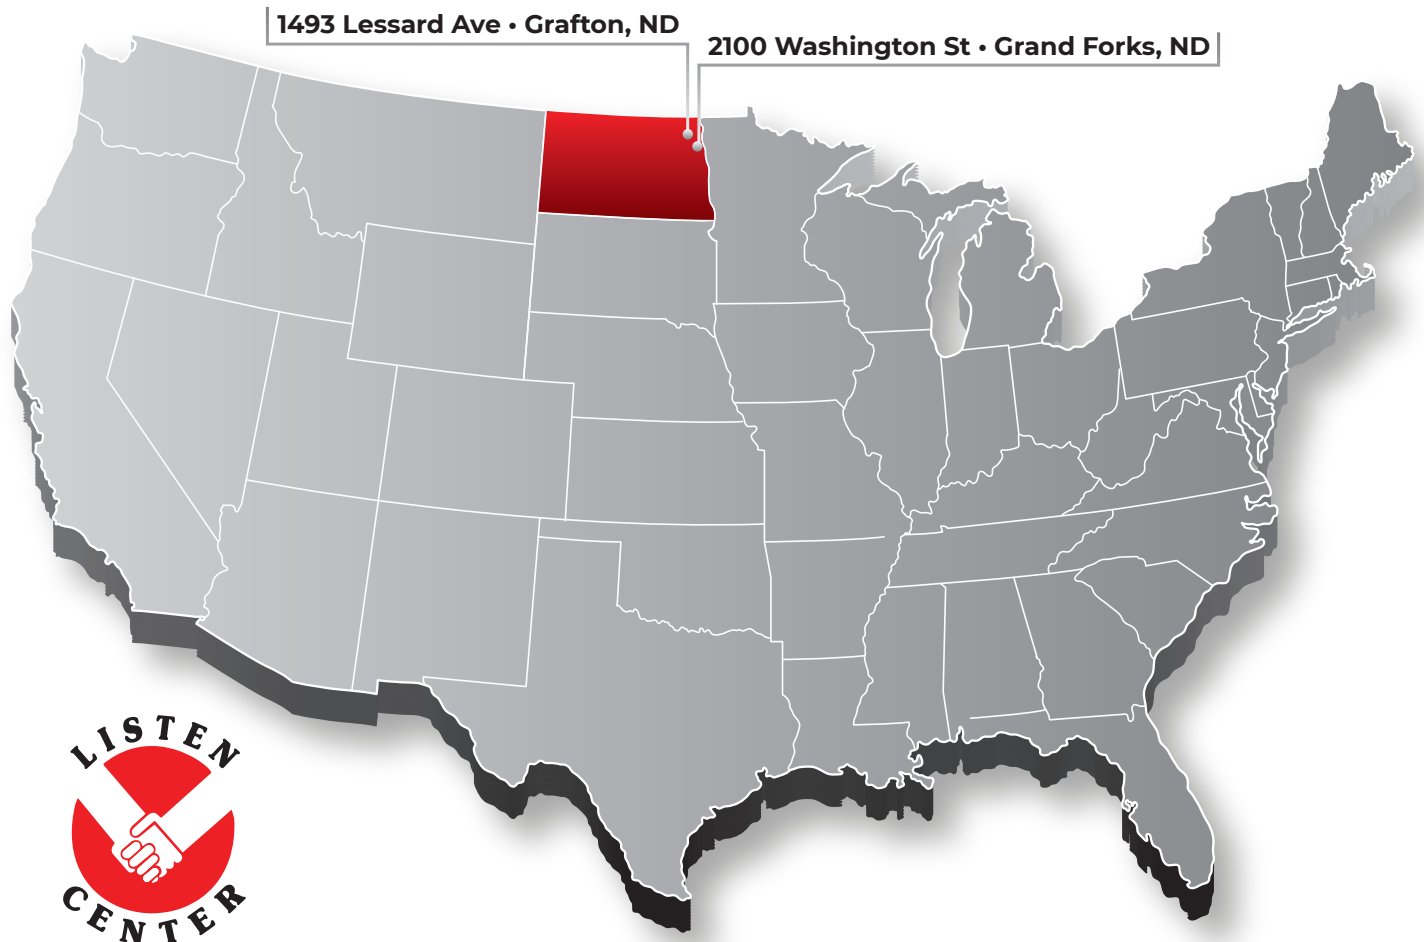 1493 Lessard Ave • Grafton, ND
2100 Washington St • Grand Forks, ND
LISTEN
CENTER